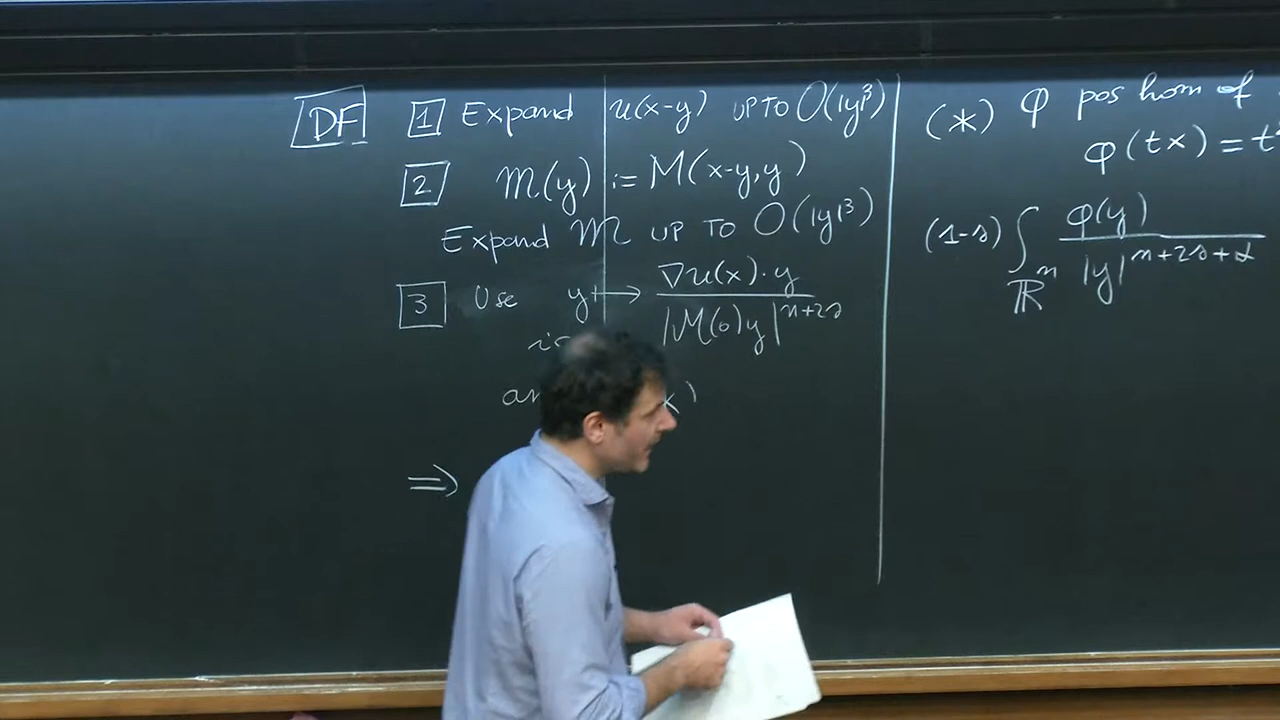 DF 1 Expand u(x-y) UP TO O(|y|³)
2 m(y) := M(x-y,y)
Expand m UP TO O(|y|³)
3 Use y ↦ ∇u(x)·y / |M(0)y|^{n+2s}
⇒
(*) φ pos hom of
φ(tx) = t
(1-s) ∫_{ℝⁿ} φ(y) / |y|^{n+2s+α}